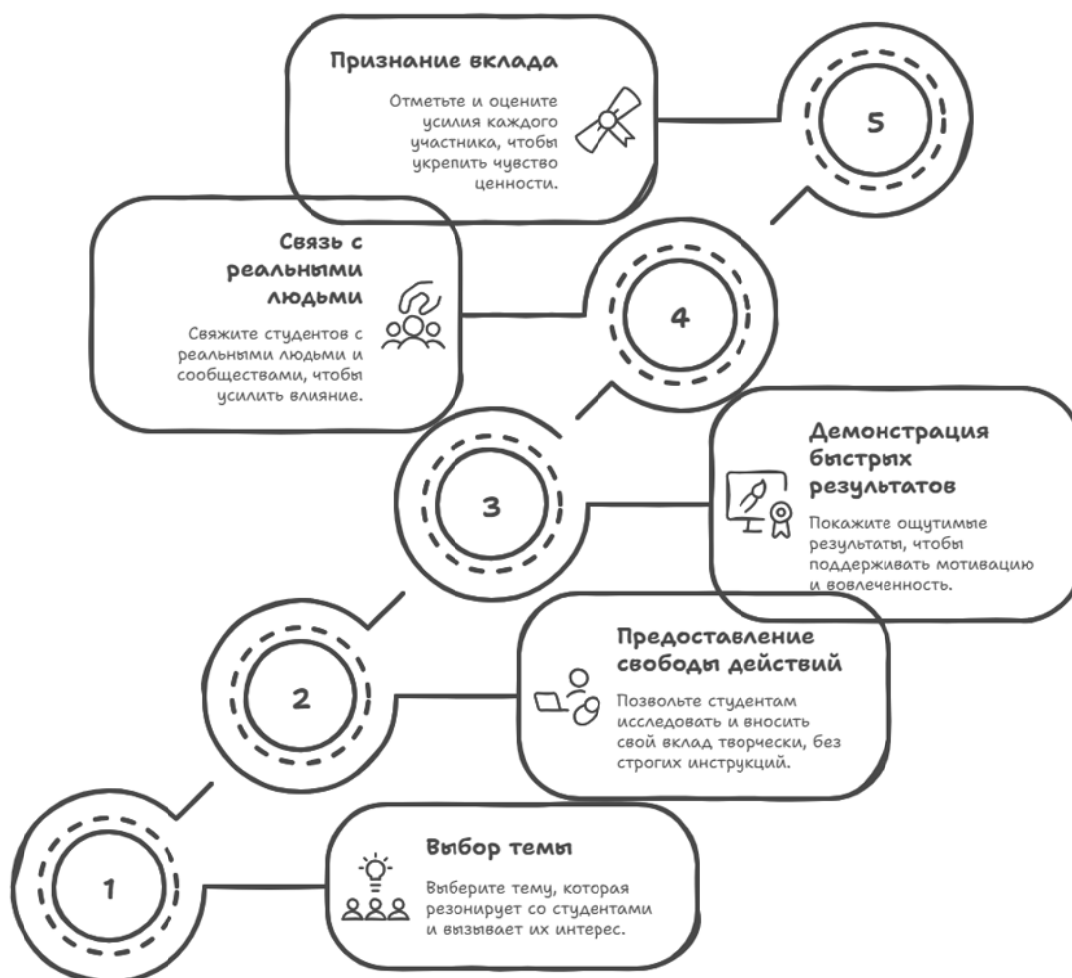 Признание вклада
Отметьте и оцените
усилия каждого
участника, чтобы
укрепить чувство
ценности.
5
Связь с
реальными
людьми
Свяжите студентов с
реальными людьми и
сообществами, чтобы
усилить влияние.
4
Демонстрация
быстрых
результатов
Покажите ощутимые
результаты, чтобы
поддерживать мотивацию
и вовлеченность.
3
Предоставление
свободы действий
Позвольте студентам
исследовать и вносить
свой вклад творчески, без
строгих инструкций.
2
Выбор темы
Выберите тему, которая
резонирует со студентами
и вызывает их интерес.
1